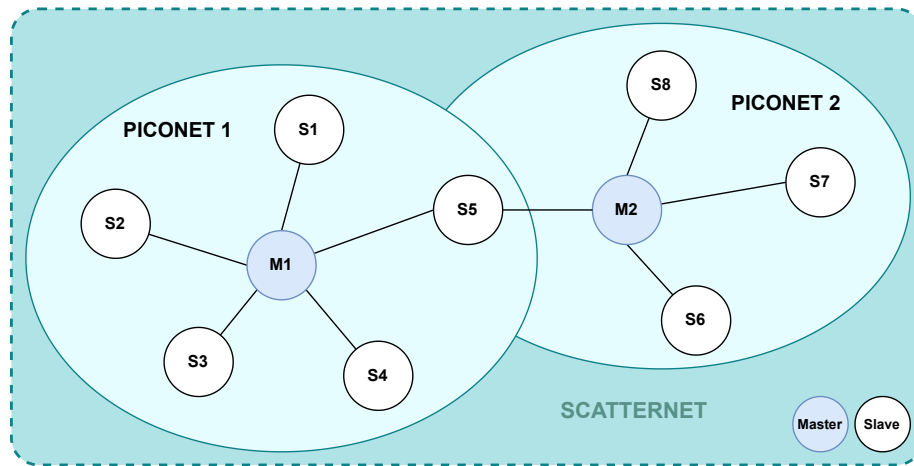 PICONET 1
S1
S2
M1
S3
S4
S5
PICONET 2
S8
S7
M2
S6
SCATTERNET
Master
Slave